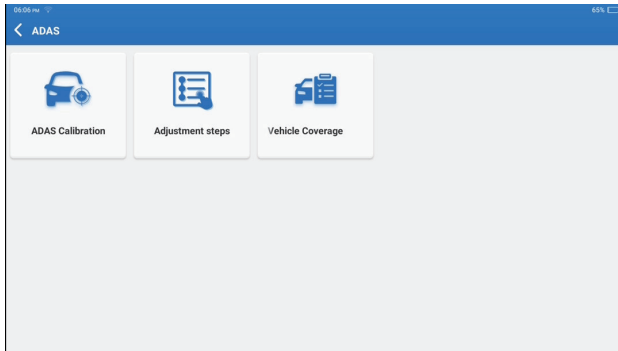 06:06 PM
65%
ADAS
ADAS Calibration
Adjustment steps
Vehicle Coverage